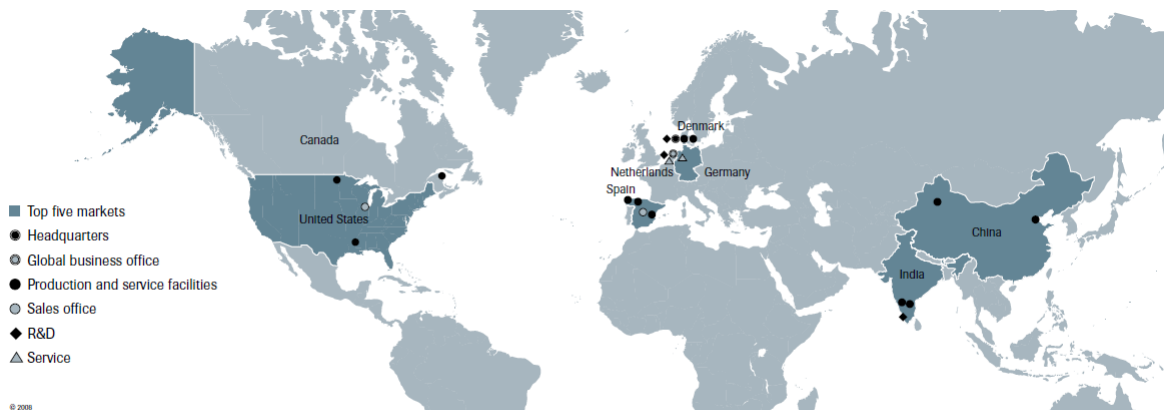 Canada
Denmark
Netherlands
Germany
Spain
United States
China
India
Top five markets
Headquarters
Global business office
Production and service facilities
Sales office
R&D
Service
© 2008